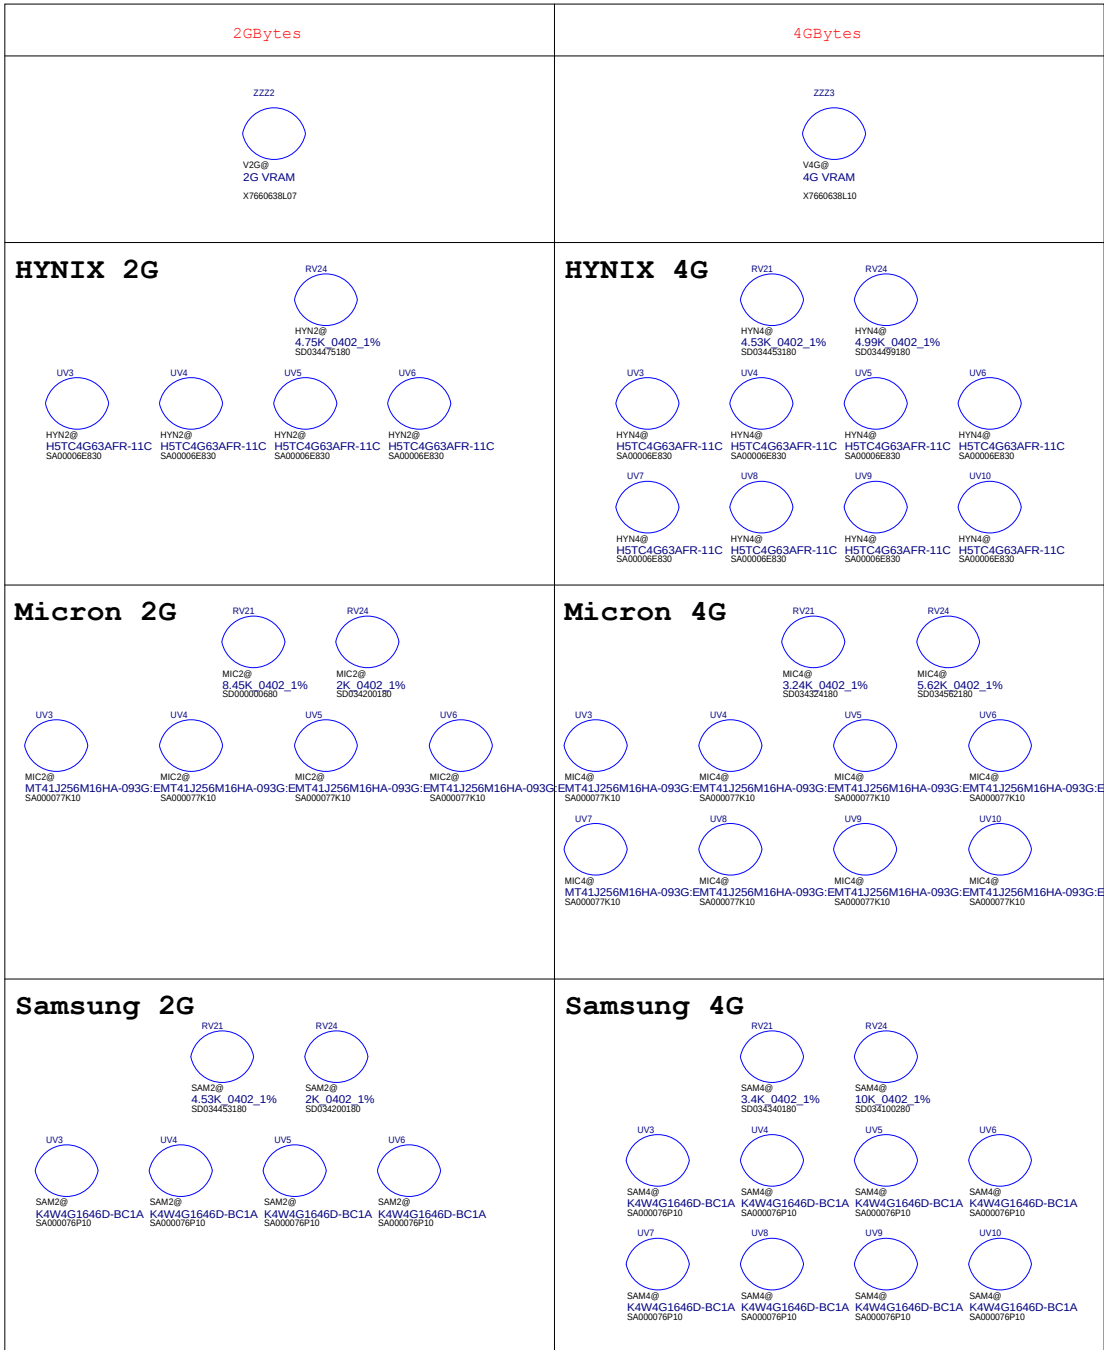 2GBytes 4GBytes
ZZZ2 ZZZ3
V2G@ V4G@
2G VRAM 4G VRAM
X7660638L07 X7660638L10
HYNIX 2G HYNIX 4G
RV24 RV21 RV24
HYN2@ HYN4@ HYN4@
4.75K_0402_1% 4.53K_0402_1% 4.99K_0402_1%
SD034475180 SD034453180 SD034499180
UV3 UV4 UV5 UV6 UV3 UV4 UV5 UV6
HYN2@ HYN2@ HYN2@ HYN2@ HYN4@ HYN4@ HYN4@ HYN4@
H5TC4G63AFR-11C H5TC4G63AFR-11C H5TC4G63AFR-11C H5TC4G63AFR-11C H5TC4G63AFR-11C H5TC4G63AFR-11C H5TC4G63AFR-11C H5TC4G63AFR-11C
SA00006E830 SA00006E830 SA00006E830 SA00006E830 SA00006E830 SA00006E830 SA00006E830 SA00006E830
UV7 UV8 UV9 UV10
HYN4@ HYN4@ HYN4@ HYN4@
H5TC4G63AFR-11C H5TC4G63AFR-11C H5TC4G63AFR-11C H5TC4G63AFR-11C
SA00006E830 SA00006E830 SA00006E830 SA00006E830
Micron 2G Micron 4G
RV21 RV24 RV21 RV24
MIC2@ MIC2@ MIC4@ MIC4@
8.45K_0402_1% 2K_0402_1% 3.24K_0402_1% 5.62K_0402_1%
SD000000680 SD034200180 SD034324180 SD034562180
UV3 UV4 UV5 UV6 UV3 UV4 UV5 UV6
MIC2@ MIC2@ MIC2@ MIC2@ MIC4@ MIC4@ MIC4@ MIC4@
MT41J256M16HA-093G:E MT41J256M16HA-093G:E MT41J256M16HA-093G:E MT41J256M16HA-093G:E MT41J256M16HA-093G:E MT41J256M16HA-093G:E MT41J256M16HA-093G:E MT41J256M16HA-093G:E
SA000077K10 SA000077K10 SA000077K10 SA000077K10 SA000077K10 SA000077K10 SA000077K10 SA000077K10
UV7 UV8 UV9 UV10
MIC4@ MIC4@ MIC4@ MIC4@
MT41J256M16HA-093G:E MT41J256M16HA-093G:E MT41J256M16HA-093G:E MT41J256M16HA-093G:E
SA000077K10 SA000077K10 SA000077K10 SA000077K10
Samsung 2G Samsung 4G
RV21 RV24 RV21 RV24
SAM2@ SAM2@ SAM4@ SAM4@
4.53K_0402_1% 2K_0402_1% 3.4K_0402_1% 10K_0402_1%
SD034453180 SD034200180 SD034340180 SD034100280
UV3 UV4 UV5 UV6 UV3 UV4 UV5 UV6
SAM2@ SAM2@ SAM2@ SAM2@ SAM4@ SAM4@ SAM4@ SAM4@
K4W4G1646D-BC1A K4W4G1646D-BC1A K4W4G1646D-BC1A K4W4G1646D-BC1A K4W4G1646D-BC1A K4W4G1646D-BC1A K4W4G1646D-BC1A K4W4G1646D-BC1A
SA000076P10 SA000076P10 SA000076P10 SA000076P10 SA000076P10 SA000076P10 SA000076P10 SA000076P10
UV7 UV8 UV9 UV10
SAM4@ SAM4@ SAM4@ SAM4@
K4W4G1646D-BC1A K4W4G1646D-BC1A K4W4G1646D-BC1A K4W4G1646D-BC1A
SA000076P10 SA000076P10 SA000076P10 SA000076P10